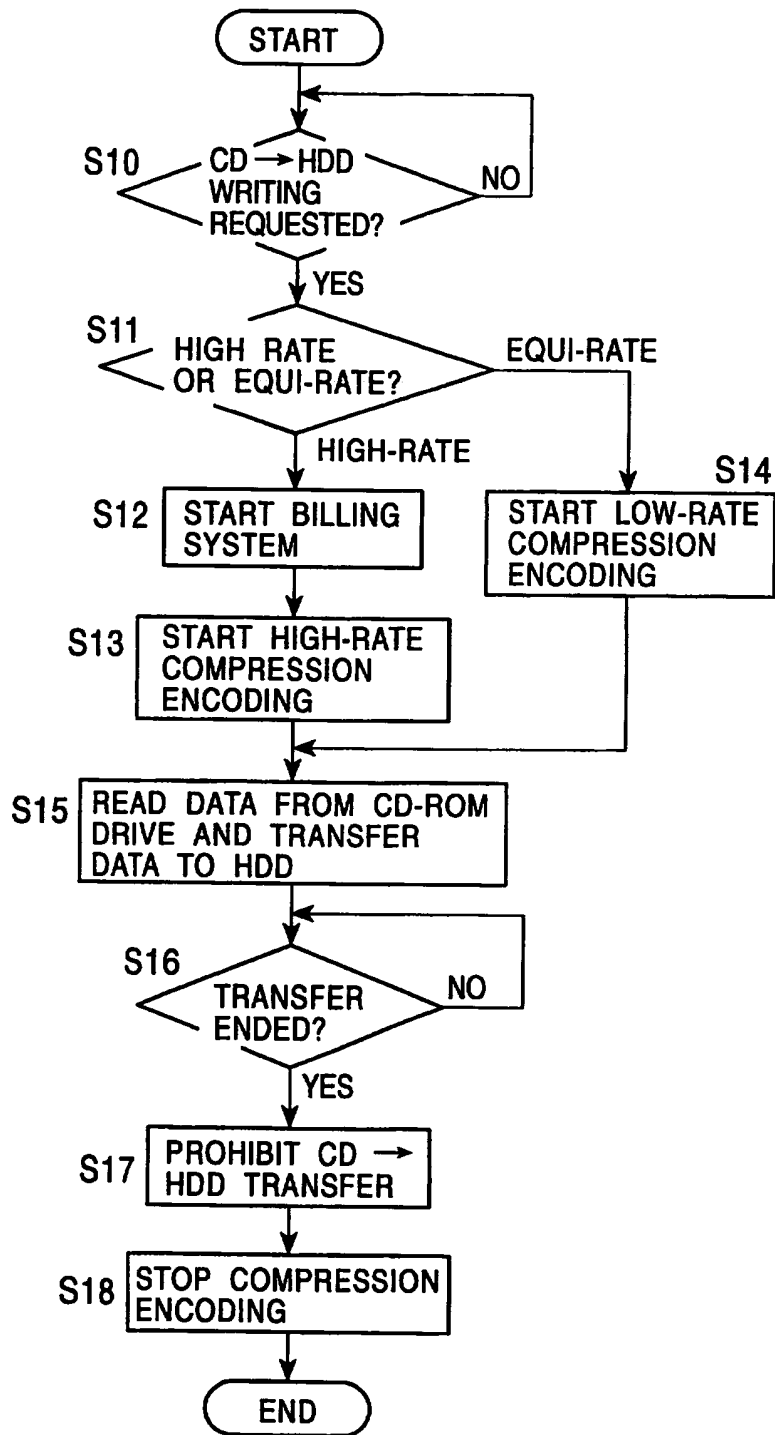 START
S10
CD → HDD
WRITING
REQUESTED?
NO
YES
S11
HIGH RATE
OR EQUI-RATE?
EQUI-RATE
HIGH-RATE
S12
START BILLING
SYSTEM
S14
START LOW-RATE
COMPRESSION
ENCODING
S13
START HIGH-RATE
COMPRESSION
ENCODING
S15
READ DATA FROM CD-ROM
DRIVE AND TRANSFER
DATA TO HDD
S16
TRANSFER
ENDED?
NO
YES
S17
PROHIBIT CD →
HDD TRANSFER
S18
STOP COMPRESSION
ENCODING
END